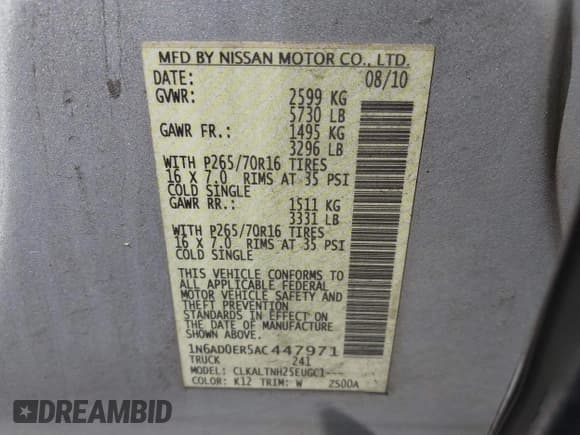 MFD BY NISSAN MOTOR CO., LTD.
DATE: 08/10
GVWR: 2599 KG
5730 LB
GAWR FR.: 1495 KG
3296 LB
WITH P265/70R16 TIRES
16 X 7.0 RIMS AT 35 PSI
COLD SINGLE
GAWR RR.: 1511 KG
3331 LB
WITH P265/70R16 TIRES
16 X 7.0 RIMS AT 35 PSI
COLD SINGLE
THIS VEHICLE CONFORMS TO
ALL APPLICABLE FEDERAL
MOTOR VEHICLE SAFETY AND
THEFT PREVENTION
STANDARDS IN EFFECT ON
THE DATE OF MANUFACTURE
SHOWN ABOVE.
1N6AD0ER5AC447971
TRUCK 241
MODEL: CLKALTNH25EUGC1---
COLOR: K12 TRIM: W 2S00A
DREAMBID